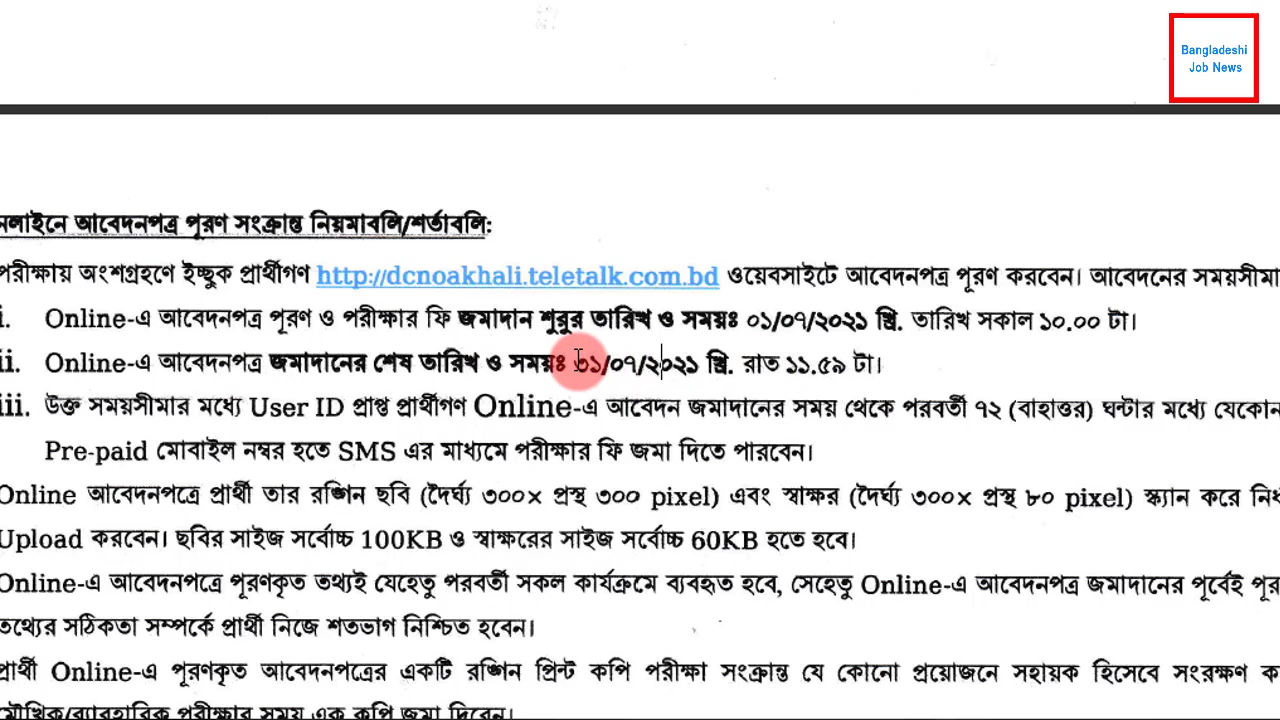 Bangladeshi
Job News
নলাইনে আবেদনপত্র পূরণ সংক্রান্ত নিয়মাবলি/শর্তাবলি:
পরীক্ষায় অংশগ্রহণে ইচ্ছুক প্রার্থীগণ http://dcnoakhali.teletalk.com.bd ওয়েবসাইটে আবেদনপত্র পূরণ করবেন। আবেদনের সময়সীমা
i. Online-এ আবেদনপত্র পূরণ ও পরীক্ষার ফি জমাদান শুরুর তারিখ ও সময়ঃ ০১/০৭/২০২১ খ্রি. তারিখ সকাল ১০.০০ টা।
ii. Online-এ আবেদনপত্র জমাদানের শেষ তারিখ ও সময়ঃ ৩১/০৭/২০২১ খ্রি. রাত ১১.৫৯ টা।
iii. উক্ত সময়সীমার মধ্যে User ID প্রাপ্ত প্রার্থীগণ Online-এ আবেদন জমাদানের সময় থেকে পরবর্তী ৭২ (বাহাত্তর) ঘন্টার মধ্যে যেকোন
Pre-paid মোবাইল নম্বর হতে SMS এর মাধ্যমে পরীক্ষার ফি জমা দিতে পারবেন।
Online আবেদনপত্রে প্রার্থী তার রঙ্গিন ছবি (দৈর্ঘ্য ৩০০× প্রস্থ ৩০০ pixel) এবং স্বাক্ষর (দৈর্ঘ্য ৩০০× প্রস্থ ৮০ pixel) স্ক্যান করে
Upload করবেন। ছবির সাইজ সর্বোচ্চ 100KB ও স্বাক্ষরের সাইজ সর্বোচ্চ 60KB হতে হবে।
Online-এ আবেদনপত্রে পূরণকৃত তথ্যই যেহেতু পরবর্তী সকল কার্যক্রমে ব্যবহৃত হবে, সেহেতু Online-এ আবেদনপত্র জমাদানের পূর্বেই
তথ্যের সঠিকতা সম্পর্কে প্রার্থী নিজে শতভাগ নিশ্চিত হবেন।
প্রার্থী Online-এ পূরণকৃত আবেদনপত্রের একটি রঙ্গিন প্রিন্ট কপি পরীক্ষা সংক্রান্ত যে কোনো প্রয়োজনে সহায়ক হিসেবে সংরক্ষণ
মৌখিক/ব্যবহারিক পরীক্ষার সময় এক কপি জমা দিবেন।